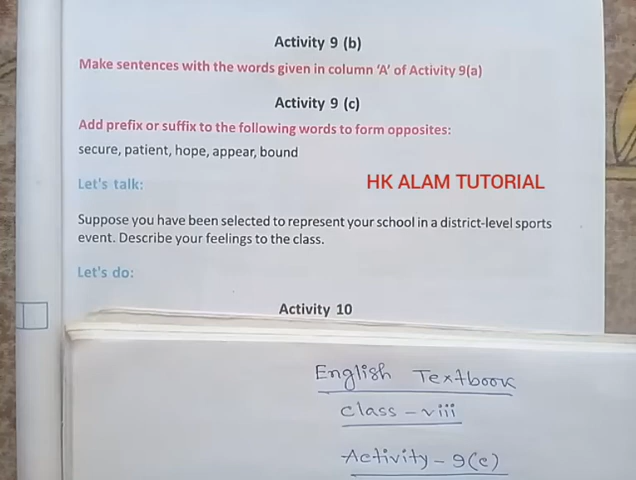 Activity 9 (b)
Make sentences with the words given in column ‘A’ of Activity 9(a)
Activity 9 (c)
Add prefix or suffix to the following words to form opposites:
secure, patient, hope, appear, bound
Let's talk:
HK ALAM TUTORIAL
Suppose you have been selected to represent your school in a district-level sports
event. Describe your feelings to the class.
Let's do:
Activity 10
English Textbook
Class - viii
Activity - 9(c)